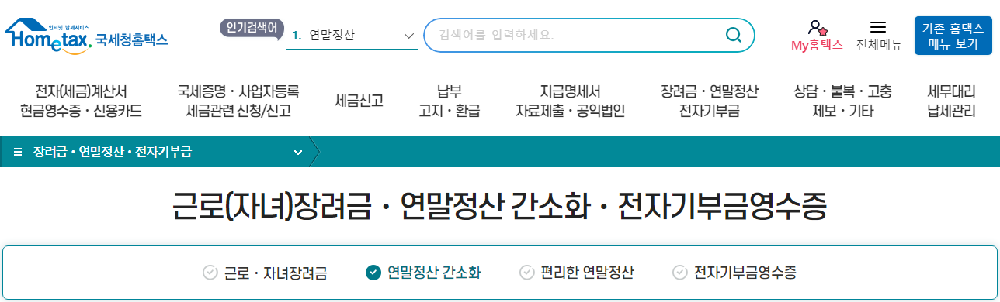 인터넷 납세서비스
Hometax. 국세청홈택스
인기검색어
1. 연말정산
검색어를 입력하세요.
My홈택스
전체메뉴
기존 홈택스
메뉴 보기
전자(세금)계산서
현금영수증・신용카드
국세증명・사업자등록
세금관련 신청/신고
세금신고
납부
고지・환급
지급명세서
자료제출・공익법인
장려금・연말정산
전자기부금
상담・불복・고충
제보・기타
세무대리
납세관리
장려금・연말정산・전자기부금
근로(자녀)장려금・연말정산 간소화・전자기부금영수증
근로・자녀장려금
연말정산 간소화
편리한 연말정산
전자기부금영수증